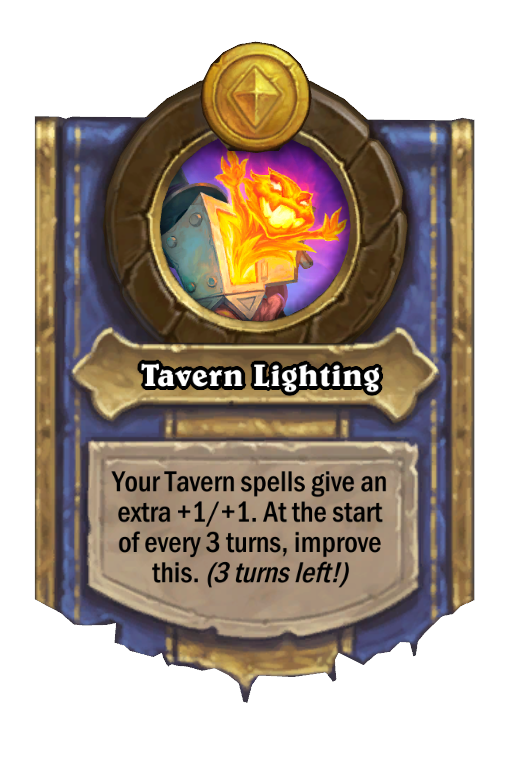 Tavern Lighting
Your Tavern spells give an
extra +1/+1. At the start
of every 3 turns, improve
this. (3 turns left!)